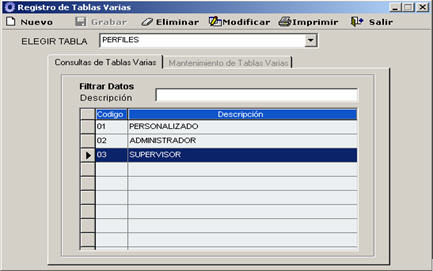 Registro de Tablas Varias
Nuevo Grabar Eliminar Modificar Imprimir Salir
ELEGIR TABLA PERFILES
Consultas de Tablas Varias Mantenimiento de Tablas Varias
Filtrar Datos
Descripción
Codigo Descripción
01 PERSONALIZADO
02 ADMINISTRADOR
03 SUPERVISOR